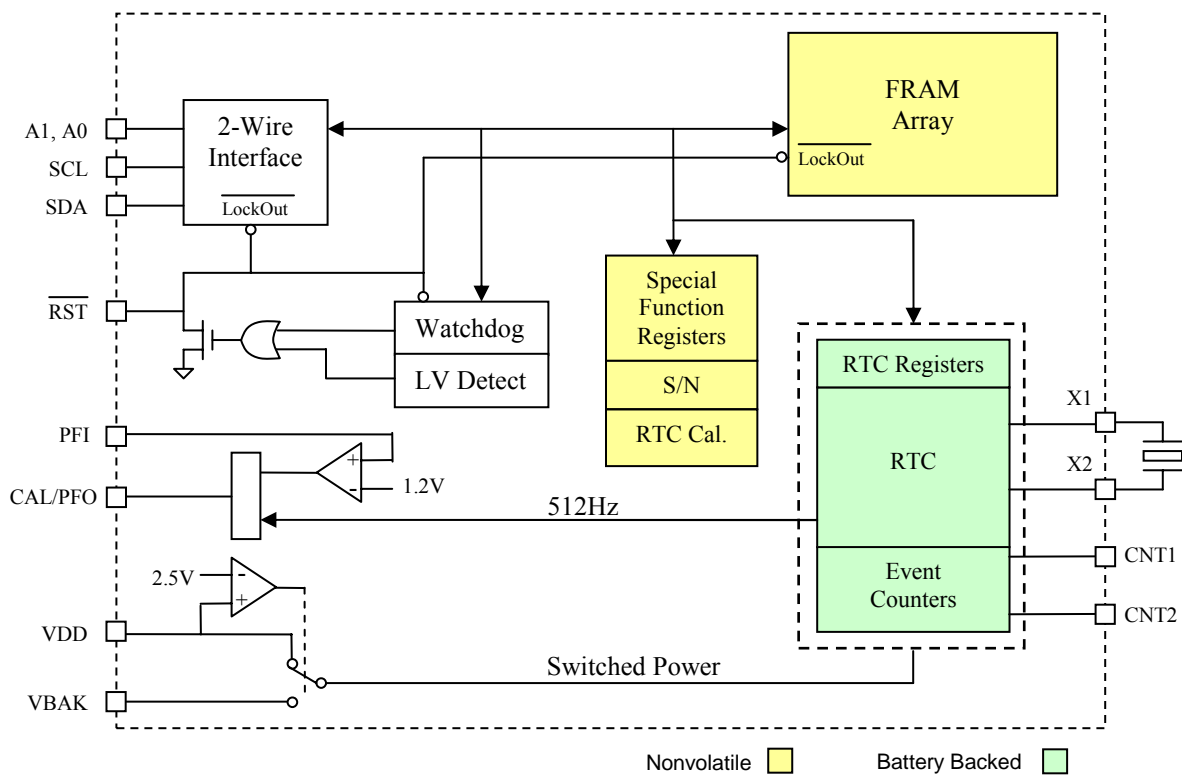 FRAM
Array
LockOut
A1, A0
SCL
SDA
2-Wire
Interface
LockOut
RST
Watchdog
LV Detect
Special
Function
Registers
S/N
RTC Cal.
RTC Registers
RTC
Event
Counters
X1
X2
CNT1
CNT2
PFI
+
-
1.2V
CAL/PFO
512Hz
2.5V
-
+
VDD
Switched Power
VBAK
Nonvolatile
Battery Backed